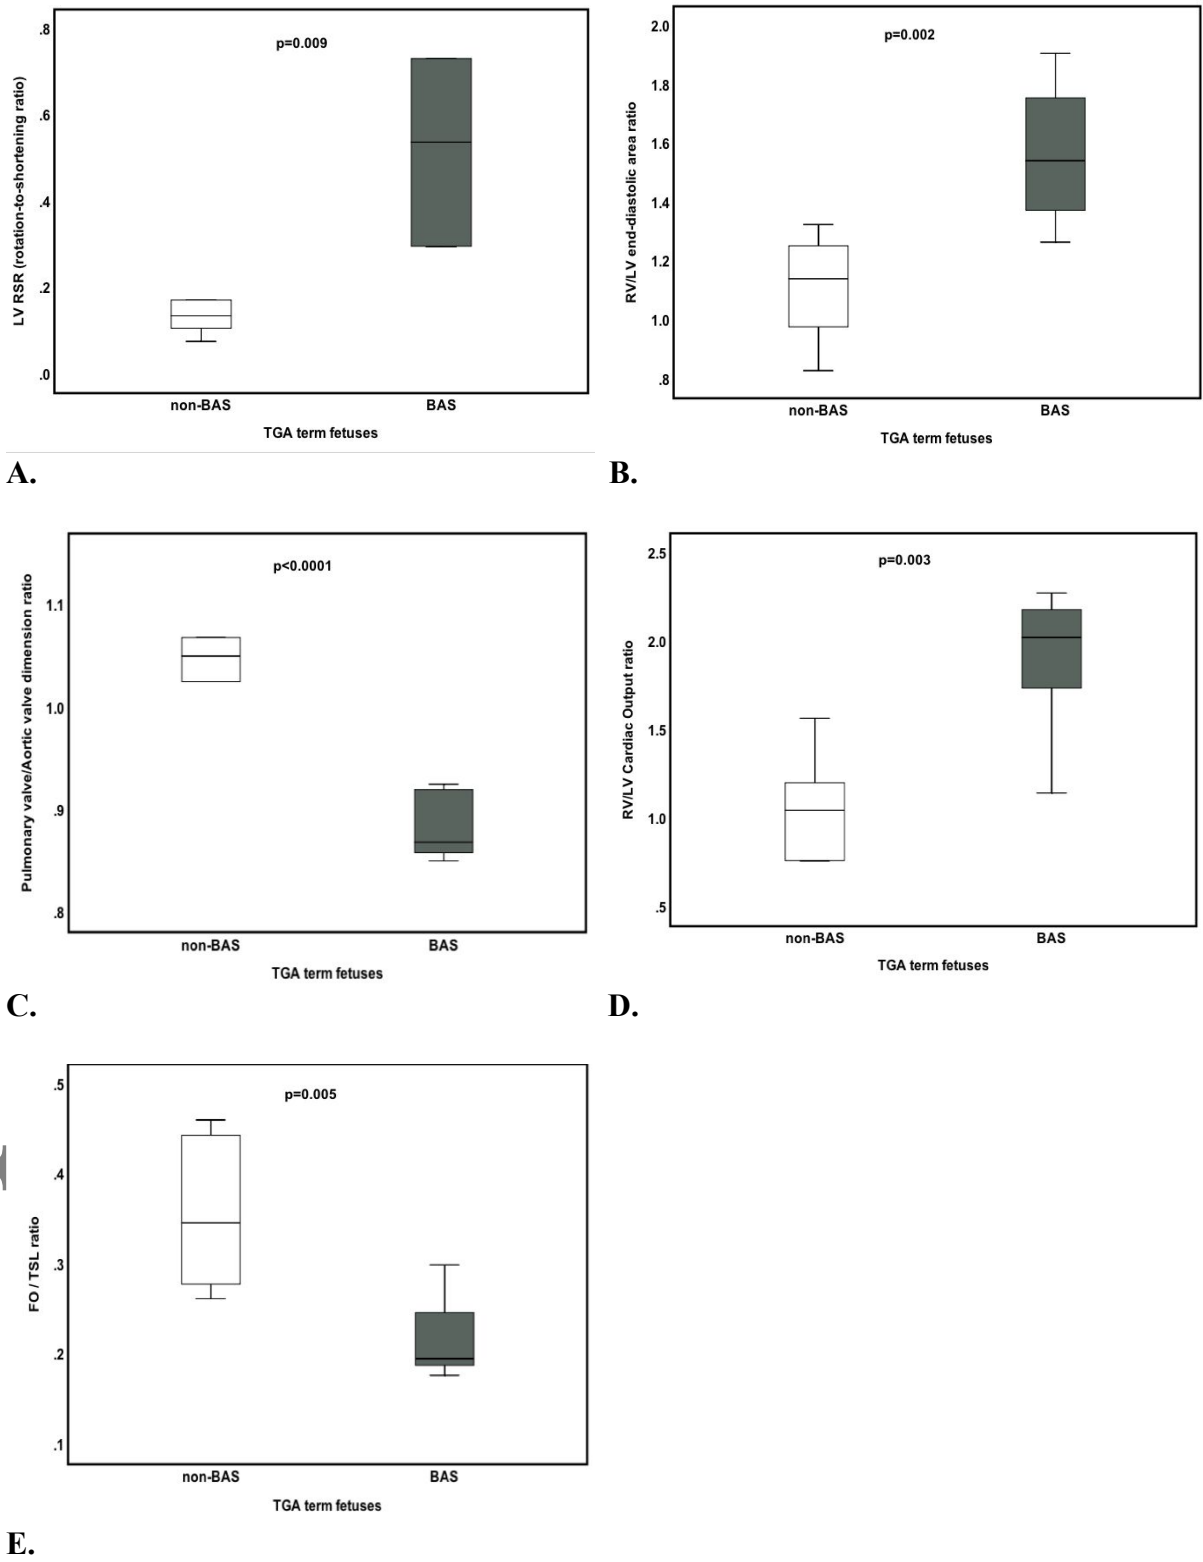 p=0.009
LV RSR (rotation-to-shortening ratio)
.8
.6
.4
.2
.0
non-BAS BAS
TGA term fetuses
A.
p=0.002
RV/LV end-diastolic area ratio
2.0
1.8
1.6
1.4
1.2
1.0
.8
non-BAS BAS
TGA term fetuses
B.
p<0.0001
Pulmonary valve/Aortic valve dimension ratio
1.1
1.0
.9
.8
non-BAS BAS
TGA term fetuses
C.
p=0.003
RV/LV Cardiac Output ratio
2.5
2.0
1.5
1.0
.5
non-BAS BAS
TGA term fetuses
D.
p=0.005
FO / TSL ratio
.5
.4
.3
.2
.1
non-BAS BAS
TGA term fetuses
E.